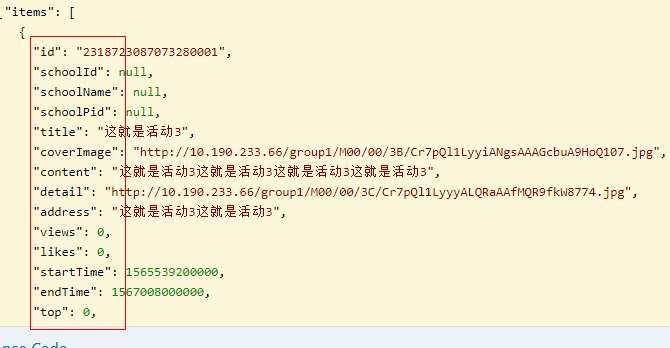 "items": [
{
"id": "2318723087073280001",
"schoolId": null,
"schoolName": null,
"schoolPid": null,
"title": "这就是活动3",
"coverImage": "http://10.190.233.66/group1/M00/00/3B/Cr7pQl1LyyiANgsAAAGcbuA9HoQ107.jpg",
"content": "这就是活动3这就是活动3这就是活动3这就是活动3",
"detail": "http://10.190.233.66/group1/M00/00/3C/Cr7pQl1LyyyALQRaAAfMQR9fkW8774.jpg",
"address": "这就是活动3这就是活动3",
"views": 0,
"likes": 0,
"startTime": 1565539200000,
"endTime": 1567008000000,
"top": 0,